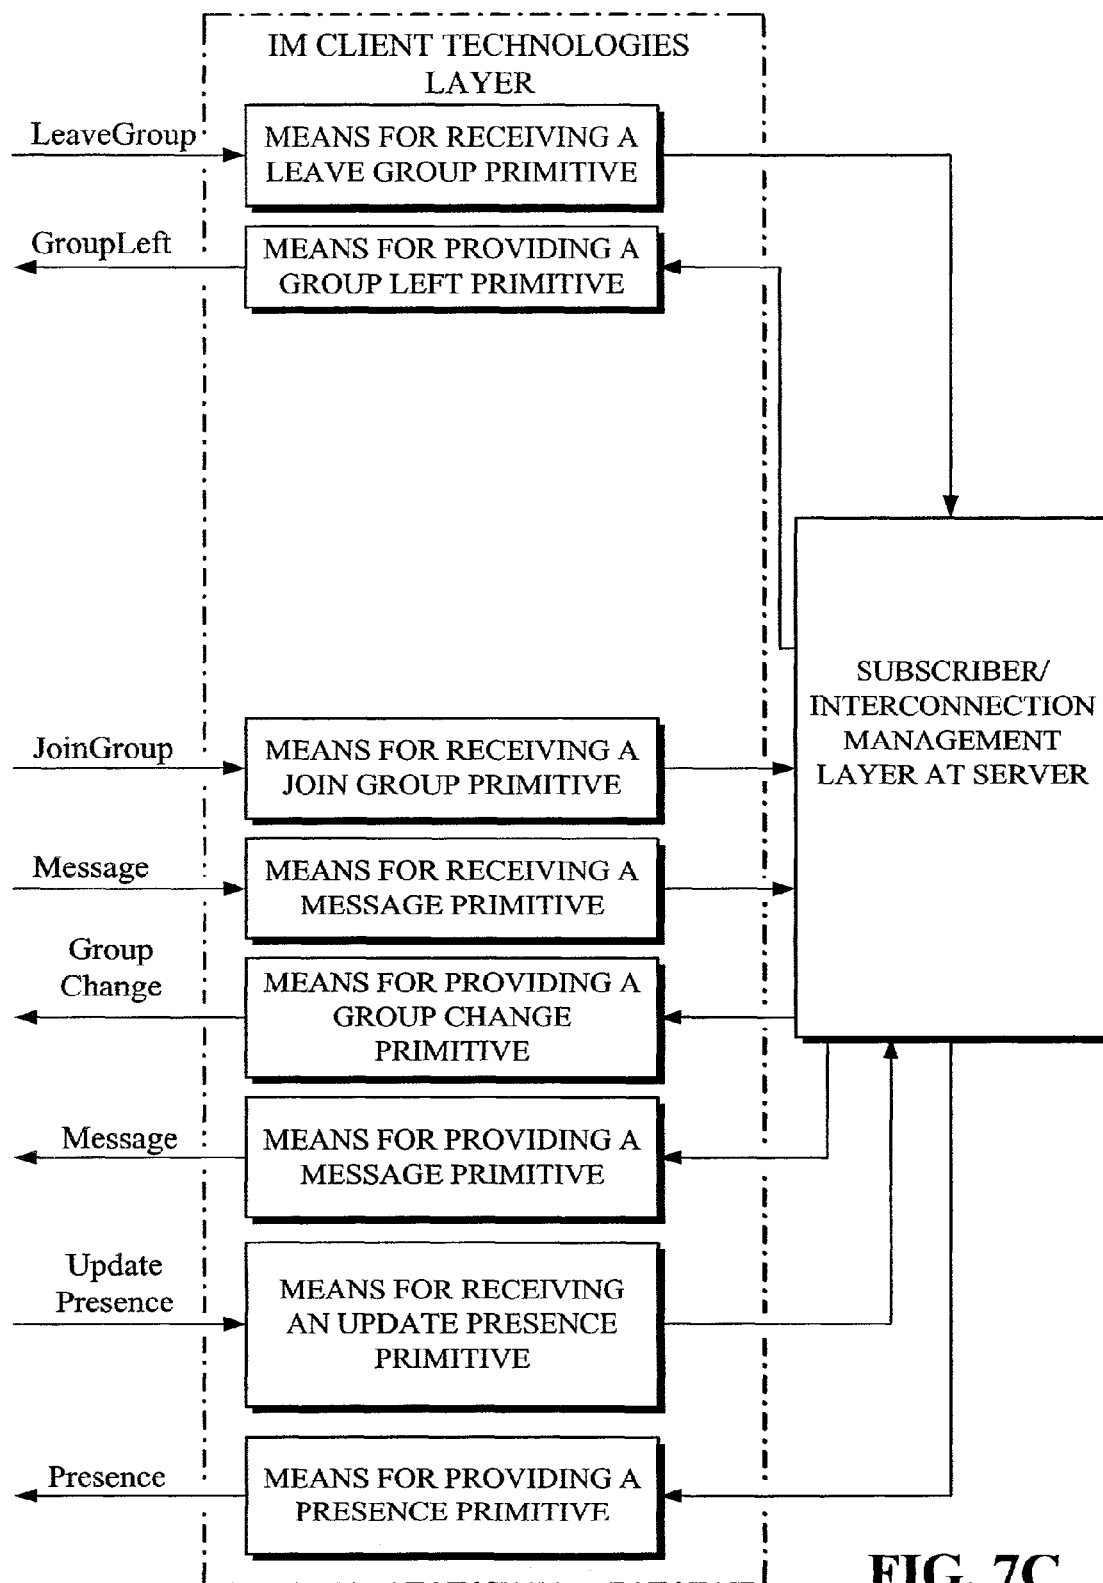 IM CLIENT TECHNOLOGIES
LAYER
LeaveGroup
MEANS FOR RECEIVING A
LEAVE GROUP PRIMITIVE
GroupLeft
MEANS FOR PROVIDING A
GROUP LEFT PRIMITIVE
SUBSCRIBER/
INTERCONNECTION
MANAGEMENT
LAYER AT SERVER
JoinGroup
MEANS FOR RECEIVING A
JOIN GROUP PRIMITIVE
Message
MEANS FOR RECEIVING A
MESSAGE PRIMITIVE
Group
Change
MEANS FOR PROVIDING A
GROUP CHANGE
PRIMITIVE
Message
MEANS FOR PROVIDING A
MESSAGE PRIMITIVE
Update
Presence
MEANS FOR RECEIVING
AN UPDATE PRESENCE
PRIMITIVE
Presence
MEANS FOR PROVIDING A
PRESENCE PRIMITIVE
FIG. 7C